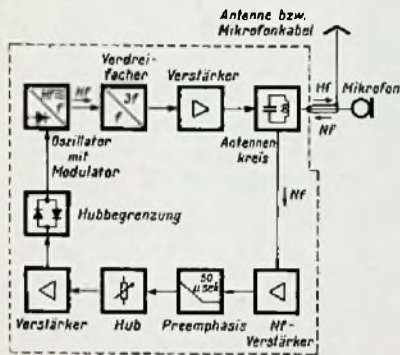 Antenne bzw.
Mikrofonkabel
Verdrei-
facher
Verstärker
Hf
f
Hf
3f
f
Hf
Nf
Mikrofon
Oszillator
mit
Modulator
Antennen
kreis
Nf
Hubbegrenzung
50
µsek
Verstärker
Hub
Preemphasis
Nf-
Verstärker